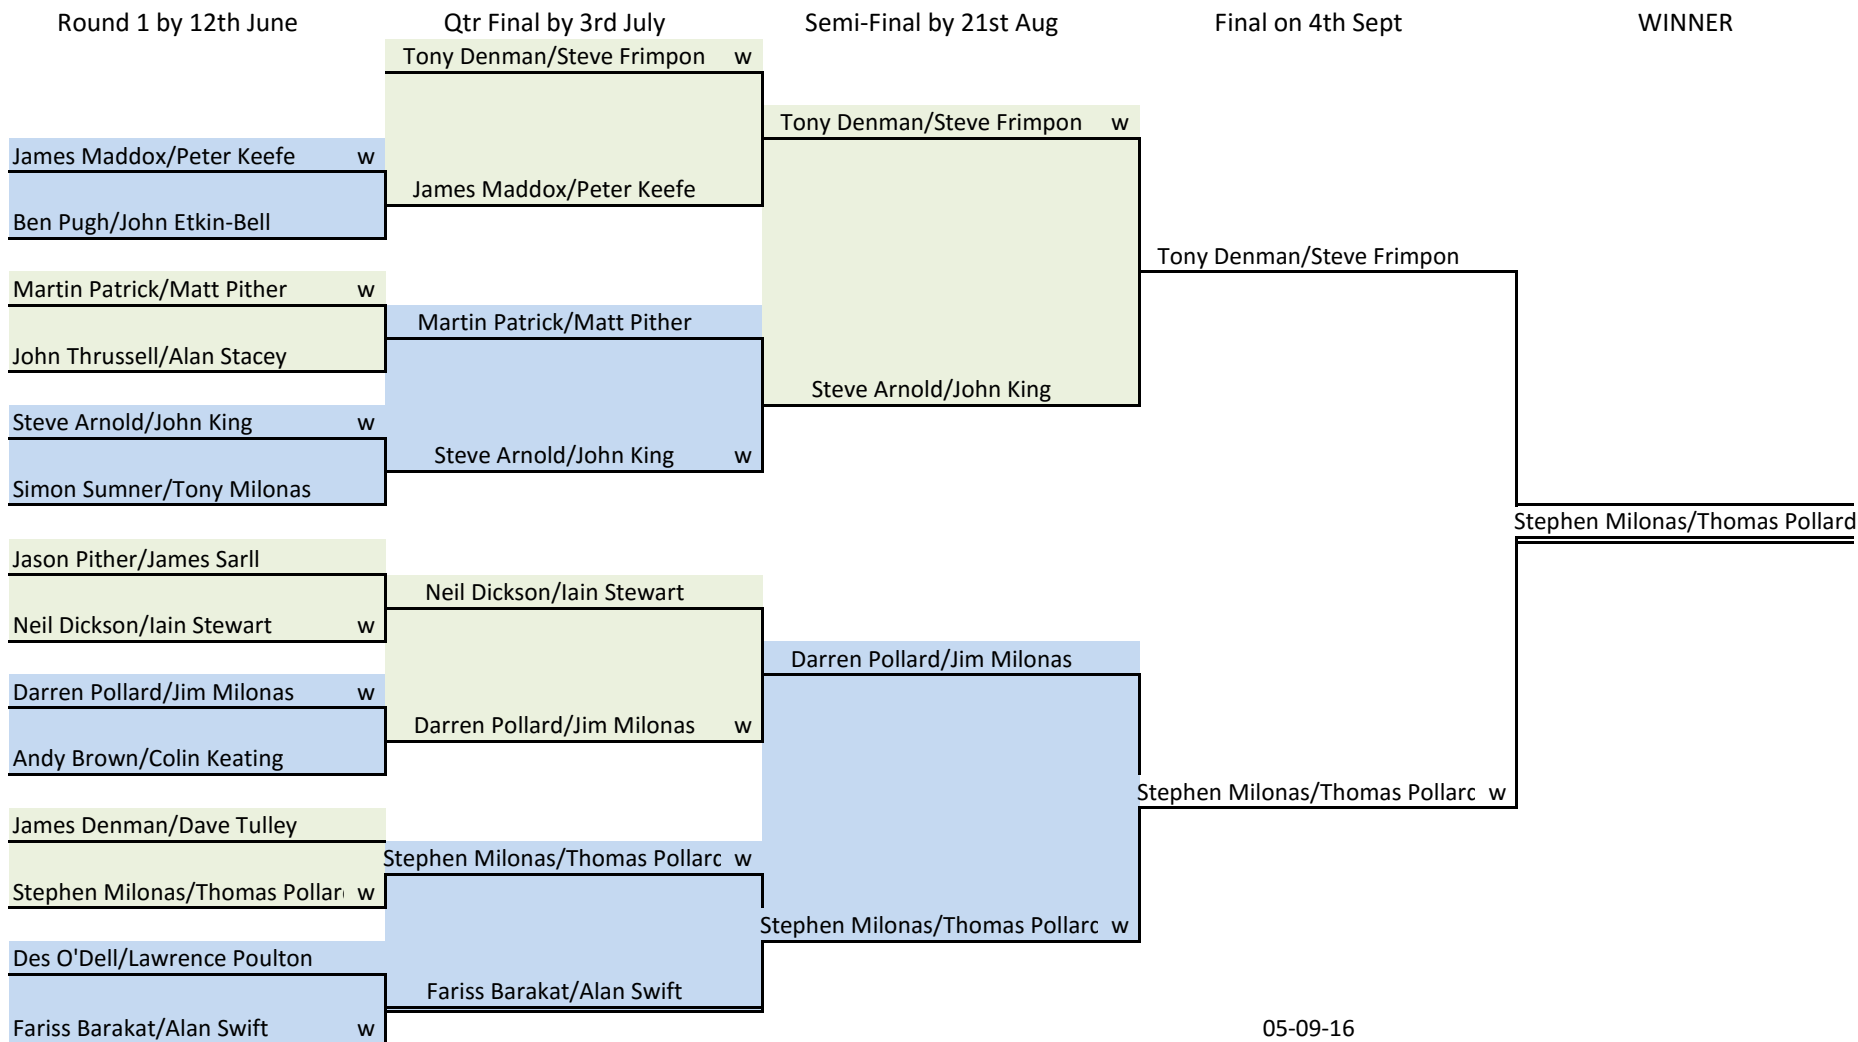 Round 1 by 12th June Qtr Final by 3rd July Semi-Final by 21st Aug Final on 4th Sept WINNER
Tony Denman/Steve Frimpon w
Tony Denman/Steve Frimpon w
James Maddox/Peter Keefe w
James Maddox/Peter Keefe
Ben Pugh/John Etkin-Bell
Tony Denman/Steve Frimpon
Martin Patrick/Matt Pither w
Martin Patrick/Matt Pither
John Thrussell/Alan Stacey
Steve Arnold/John King
Steve Arnold/John King w
Steve Arnold/John King w
Simon Sumner/Tony Milonas
Stephen Milonas/Thomas Pollard
Jason Pither/James Sarll
Neil Dickson/Iain Stewart
Neil Dickson/Iain Stewart w
Darren Pollard/Jim Milonas
Darren Pollard/Jim Milonas w
Darren Pollard/Jim Milonas w
Andy Brown/Colin Keating
Stephen Milonas/Thomas Pollard w
James Denman/Dave Tulley
Stephen Milonas/Thomas Pollard w
Stephen Milonas/Thomas Pollar w
Stephen Milonas/Thomas Pollard w
Des O'Dell/Lawrence Poulton
Fariss Barakat/Alan Swift
Fariss Barakat/Alan Swift w
05-09-16